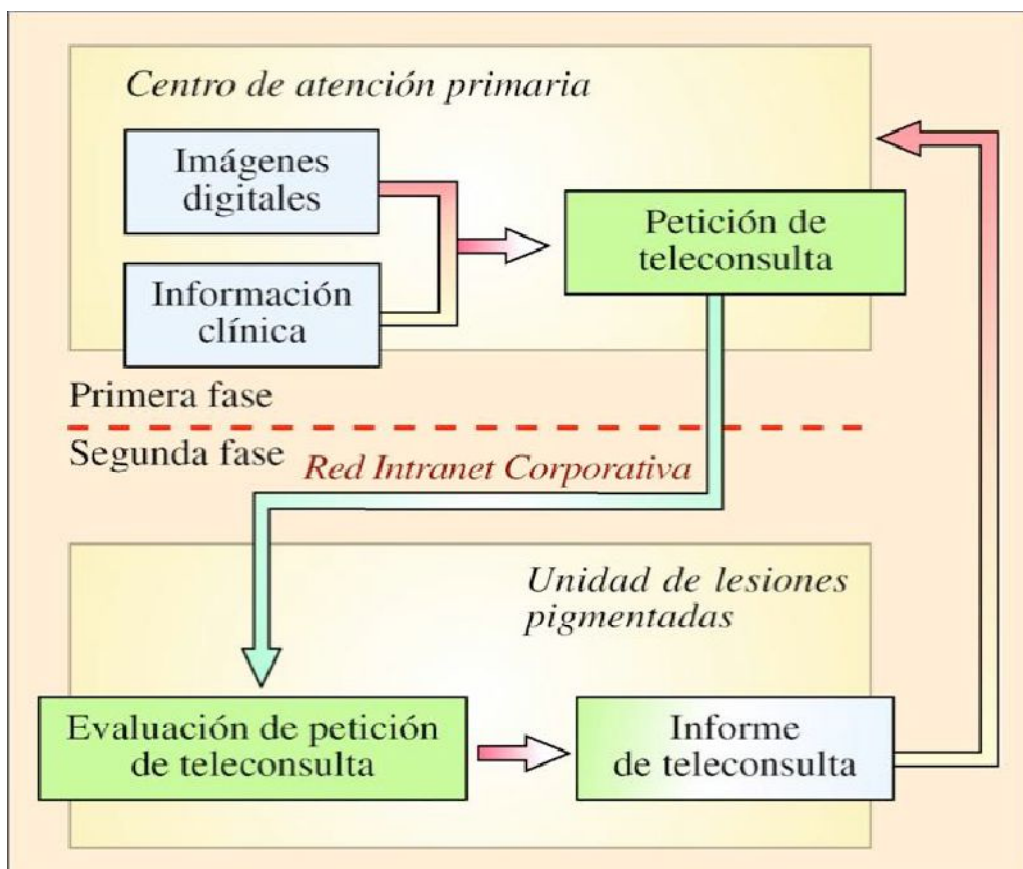 Centro de atención primaria
Imágenes
digitales
Petición de
teleconsulta
Información
clínica
Primera fase
Segunda fase
Red Intranet Corporativa
Unidad de lesiones
pigmentadas
Evaluación de petición
de teleconsulta
Informe
de teleconsulta